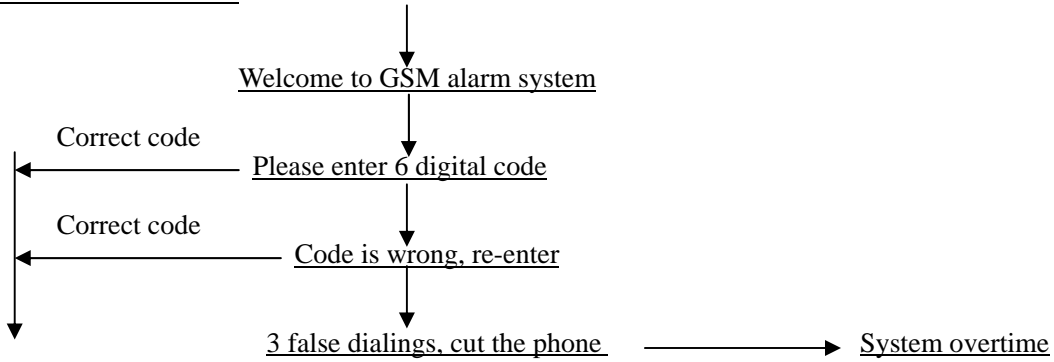 Welcome to GSM alarm system
Correct code
Please enter 6 digital code
Correct code
Code is wrong, re-enter
3 false dialings, cut the phone
System overtime